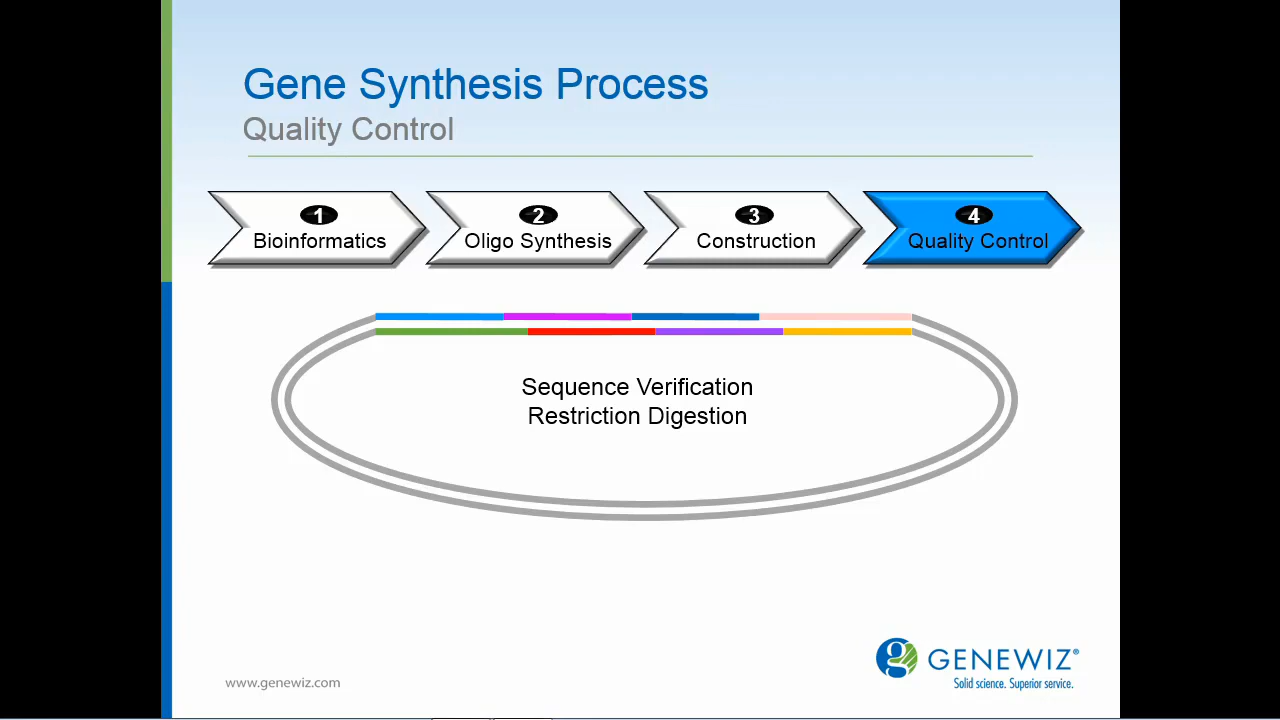 Gene Synthesis Process
Quality Control
1
Bioinformatics
2
Oligo Synthesis
3
Construction
4
Quality Control
Sequence Verification
Restriction Digestion
www.genewiz.com
g
GENEWIZ®
Solid science. Superior service.